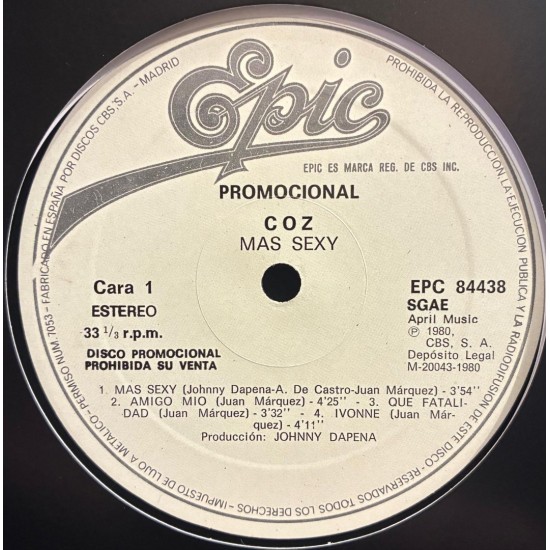 Epic
EPIC ES MARCA REG. DE CBS INC.
PROMOCIONAL
COZ
MAS SEXY
Cara 1
ESTEREO
33 1/3 r.p.m.
DISCO PROMOCIONAL
PROHIBIDA SU VENTA
EPC 84438
SGAE
April Music
℗ 1980,
CBS, S. A.
Depósito Legal
M-20043-1980
1. MAS SEXY (Johnny Dapena-A. De Castro-Juan Márquez) - 3'54''
2. AMIGO MIO (Juan Márquez) - 4'25'' - 3. QUE FATALI-
DAD (Juan Márquez) - 3'32'' - 4. IVONNE (Juan Már-
quez) - 4'11''
Producción: JOHNNY DAPENA
PROHIBIDA LA REPRODUCCION, LA EJECUCION PUBLICA Y LA RADIODIFUSION DE ESTE DISCO - RESERVADOS TODOS LOS DERECHOS - IMPUESTO DE LUJO A METALICO - PERMISO NUM. 7053 - FABRICADO EN ESPAÑA POR DISCOS CBS. S.A. - MADRID